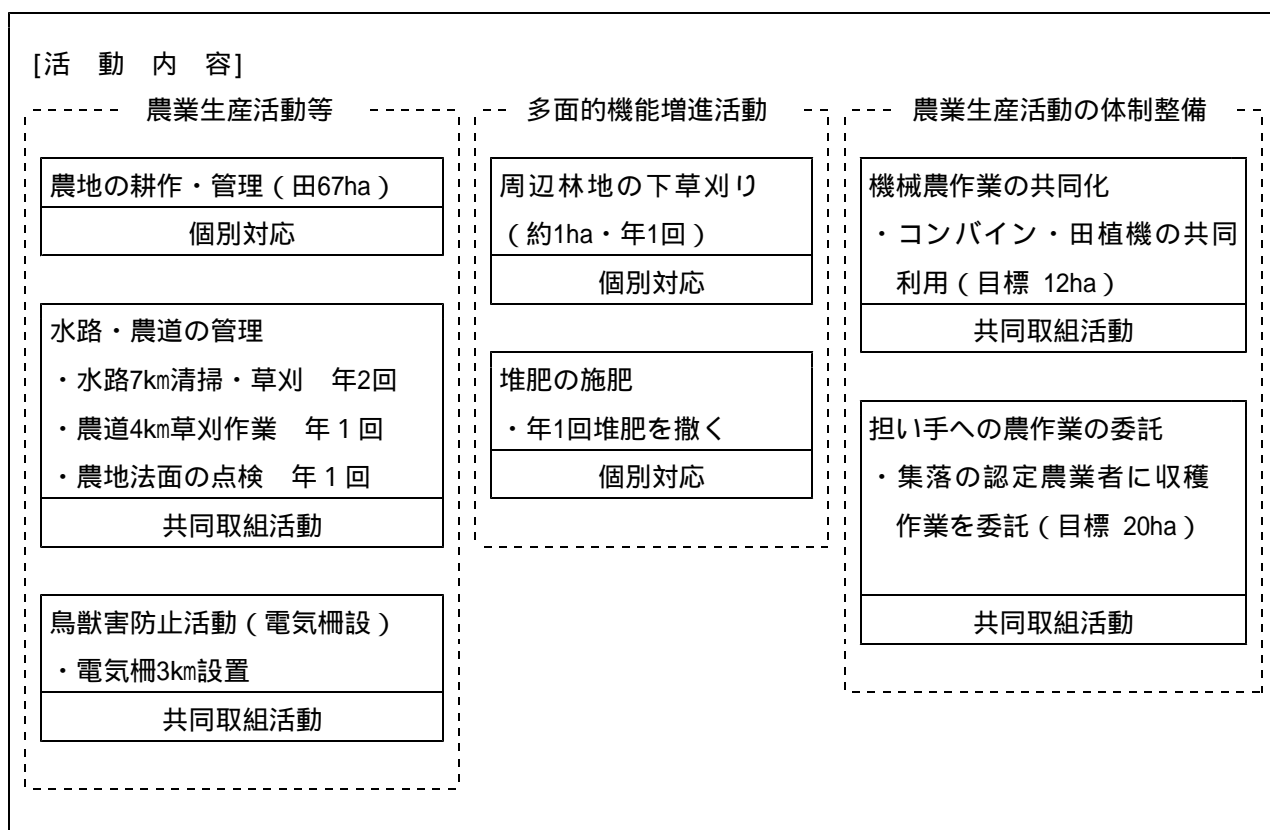 [活 動 内 容]
農業生産活動等
農地の耕作・管理（田67ha）
個別対応
水路・農道の管理
・水路7㎞清掃・草刈 年2回
・農道4㎞草刈作業 年１回
・農地法面の点検 年１回
共同取組活動
鳥獣害防止活動（電気柵設）
・電気柵3㎞設置
共同取組活動
多面的機能増進活動
周辺林地の下草刈り
（約1ha・年1回）
個別対応
堆肥の施肥
・年1回堆肥を撒く
個別対応
農業生産活動の体制整備
機械農作業の共同化
・コンバイン・田植機の共同
利用（目標 12ha）
共同取組活動
担い手への農作業の委託
・集落の認定農業者に収穫
作業を委託（目標 20ha）
共同取組活動